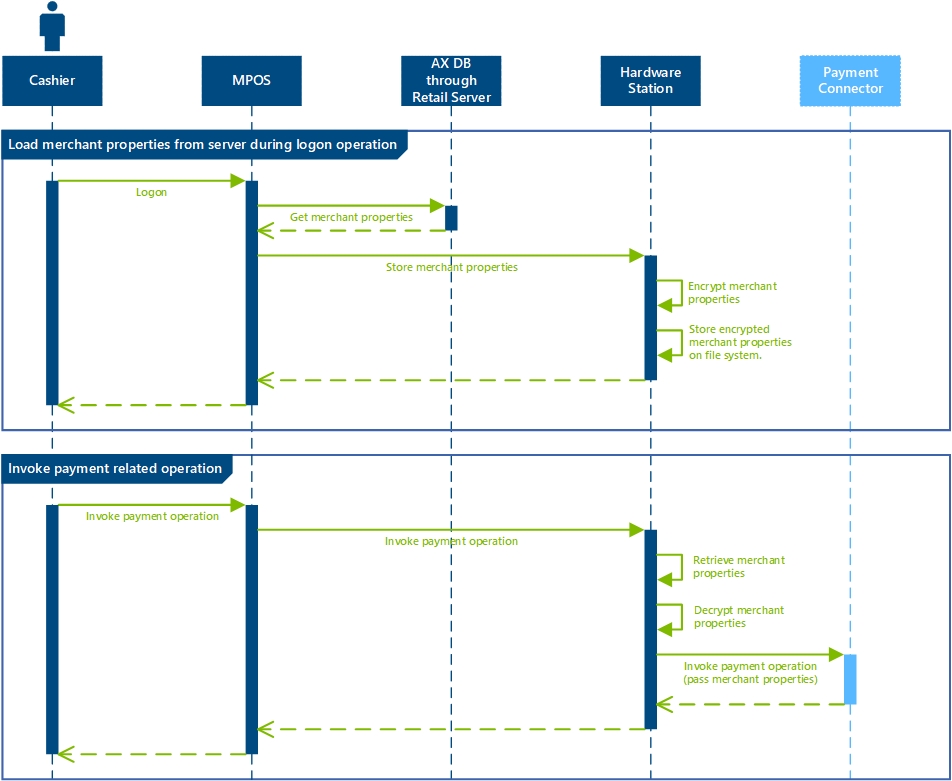 Cashier
MPOS
AX DB
through
Retail Server
Hardware
Station
Payment
Connector
Load merchant properties from server during logon operation
Logon
Get merchant properties
Store merchant properties
Encrypt merchant
properties
Store encrypted
merchant properties
on file system.
Invoke payment related operation
Invoke payment operation
Invoke payment operation
Retrieve merchant
properties
Decrypt merchant
properties
Invoke payment operation
(pass merchant properties)